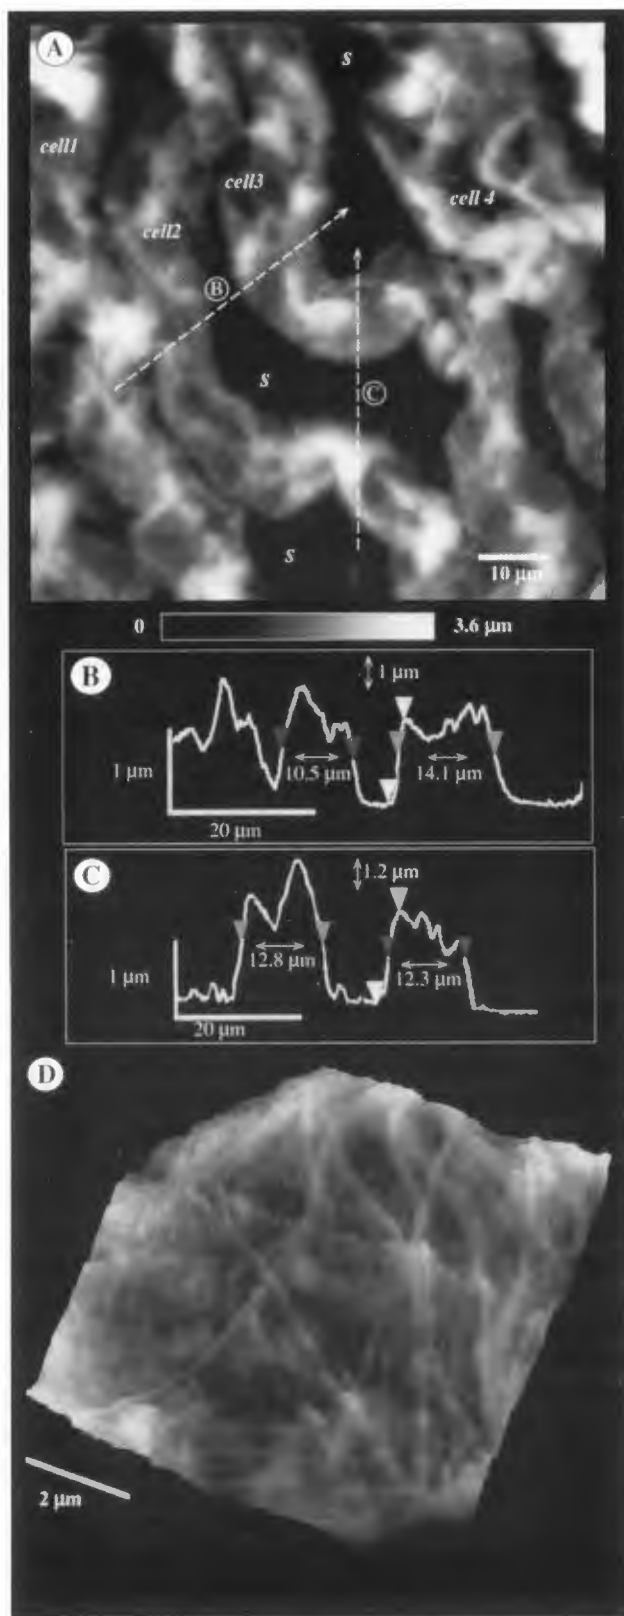 A
s
cell1
cell3
cell 4
cell2
B
s
C
s
10 µm
0 3.6 µm
B
1 µm
1 µm
10.5 µm 14.1 µm
20 µm
C
1.2 µm
1 µm
12.8 µm 12.3 µm
20 µm
D
2 µm